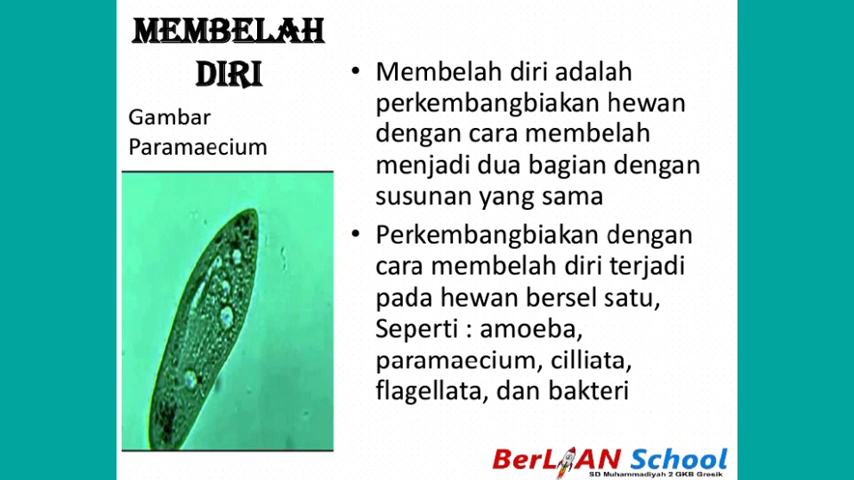 MEMBELAH
DIRI
Gambar
Paramaecium
• Membelah diri adalah
perkembangbiakan hewan
dengan cara membelah
menjadi dua bagian dengan
susunan yang sama
• Perkembangbiakan dengan
cara membelah diri terjadi
pada hewan bersel satu,
Seperti : amoeba,
paramaecium, cilliata,
flagellata, dan bakteri
BerLIAN School
SD Muhammadiyah 2 GKB Gresik